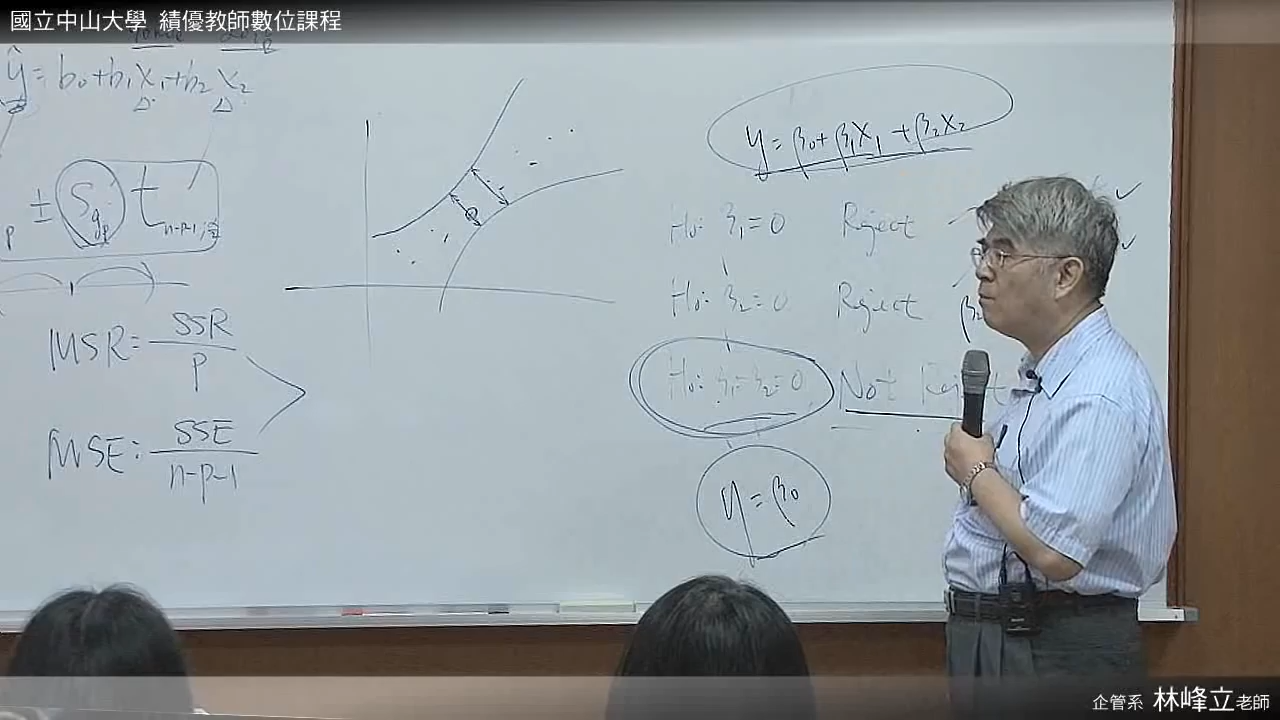 國立中山大學 績優教師數位課程
ŷ = b₀+b₁x₁+b₂x₂
± t n-p-1;
MSR = SSR / P
MSE = SSE / n-p-1
y = β₀+β₁x₁+β₂x₂
H₀: β₁=0 Reject
H₀: β₂=0 Reject
H₀: β₁=β₂=0 Not
y = β₀
企管系 林峰立老師